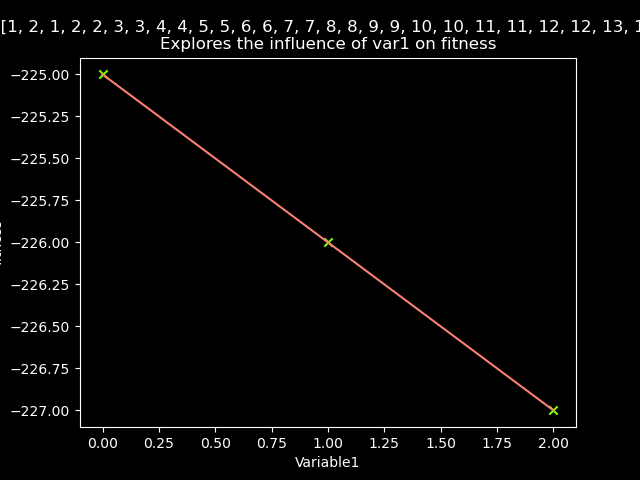 [1, 2, 1, 2, 2, 3, 3, 4, 4, 5, 5, 6, 6, 7, 7, 8, 8, 9, 9, 10, 10, 11, 11, 12, 12, 13, 1
Explores the influence of var1 on fitness
−225.00
−225.25
−225.50
−225.75
−226.00
−226.25
−226.50
−226.75
−227.00
0.00 0.25 0.50 0.75 1.00 1.25 1.50 1.75 2.00
Variable1